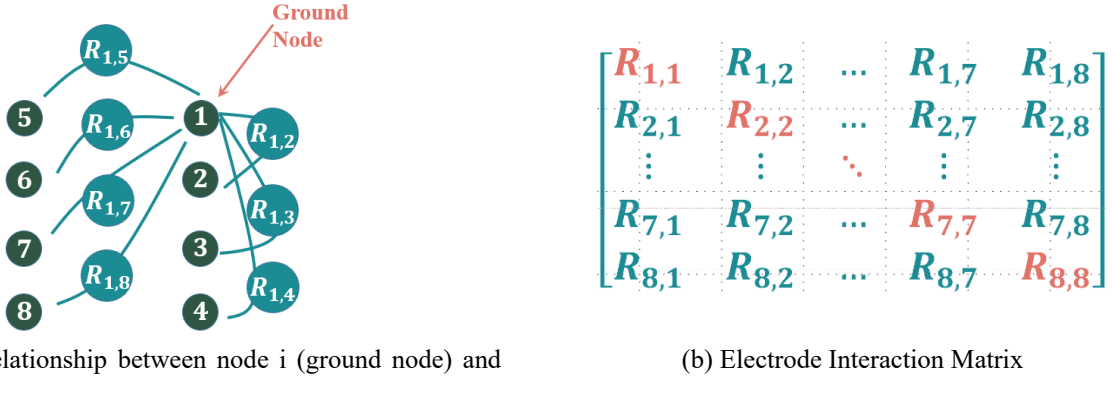 Ground
Node
R1,5
5
R1,6
1
R1,2
6
2
R1,7
R1,3
7
3
R1,8
R1,4
8
4
elationship between node i (ground node) and
R1,1 R1,2 ... R1,7 R1,8
R2,1 R2,2 ... R2,7 R2,8
⋮ ⋮ ⋱ ⋮ ⋮
R7,1 R7,2 ... R7,7 R7,8
R8,1 R8,2 ... R8,7 R8,8
(b) Electrode Interaction Matrix